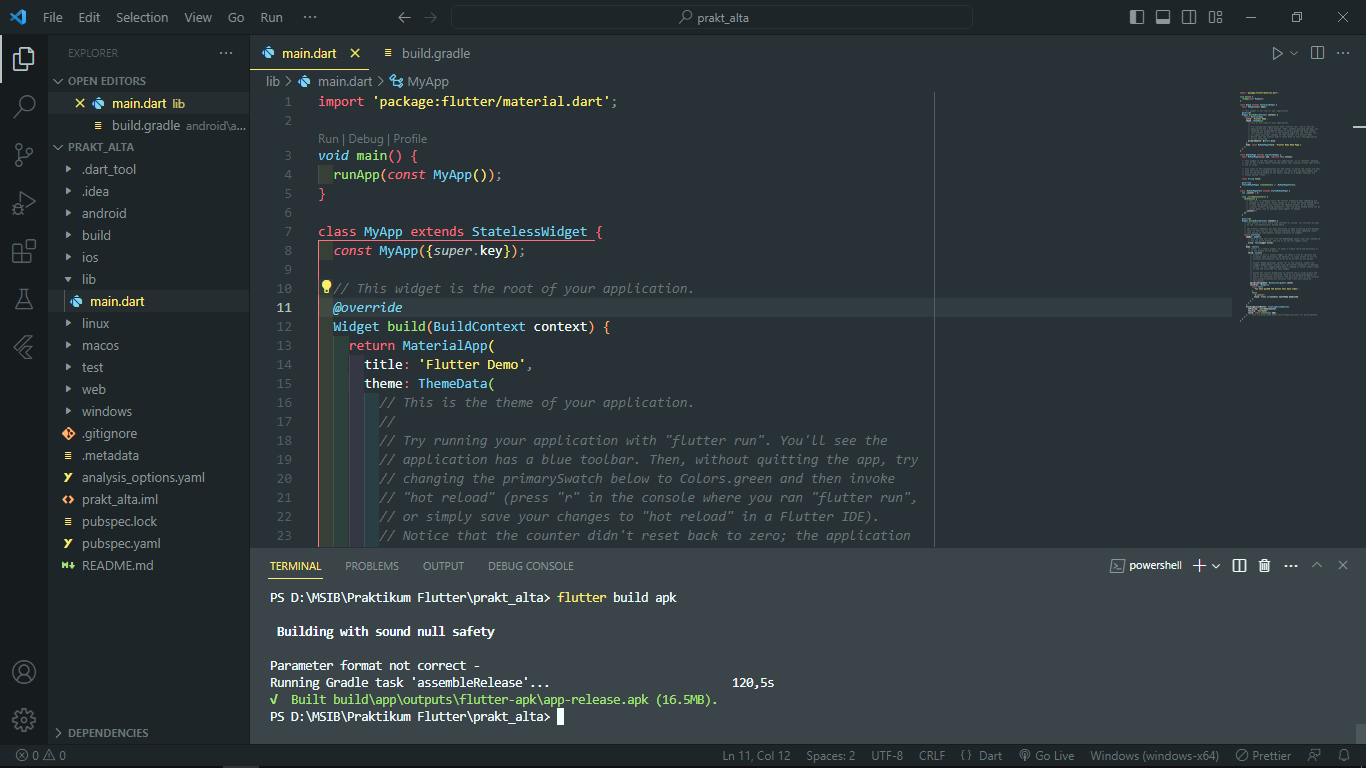 File Edit Selection View Go Run ··· prakt_alta
EXPLORER ···
OPEN EDITORS
main.dart lib
build.gradle android\a...
PRAKT_ALTA
.dart_tool
.idea
android
build
ios
lib
main.dart
linux
macos
test
web
windows
.gitignore
.metadata
analysis_options.yaml
prakt_alta.iml
pubspec.lock
pubspec.yaml
README.md
DEPENDENCIES
main.dart build.gradle
lib > main.dart > MyApp
1 import 'package:flutter/material.dart';
2
Run | Debug | Profile
3 void main() {
4 runApp(const MyApp());
5 }
6
7 class MyApp extends StatelessWidget {
8 const MyApp({super.key});
9
10 // This widget is the root of your application.
11 @override
12 Widget build(BuildContext context) {
13 return MaterialApp(
14 title: 'Flutter Demo',
15 theme: ThemeData(
16 // This is the theme of your application.
17 //
18 // Try running your application with "flutter run". You'll see the
19 // application has a blue toolbar. Then, without quitting the app, try
20 // changing the primarySwatch below to Colors.green and then invoke
21 // "hot reload" (press "r" in the console where you ran "flutter run",
22 // or simply save your changes to "hot reload" in a Flutter IDE).
23 // Notice that the counter didn't reset back to zero; the application
TERMINAL PROBLEMS OUTPUT DEBUG CONSOLE powershell
PS D:\MSIB\Praktikum Flutter\prakt_alta> flutter build apk
Building with sound null safety
Parameter format not correct -
Running Gradle task 'assembleRelease'... 120,5s
√ Built build\app\outputs\flutter-apk\app-release.apk (16.5MB).
PS D:\MSIB\Praktikum Flutter\prakt_alta>
0 0 Ln 11, Col 12 Spaces: 2 UTF-8 CRLF {} Dart Go Live Windows (windows-x64) Prettier